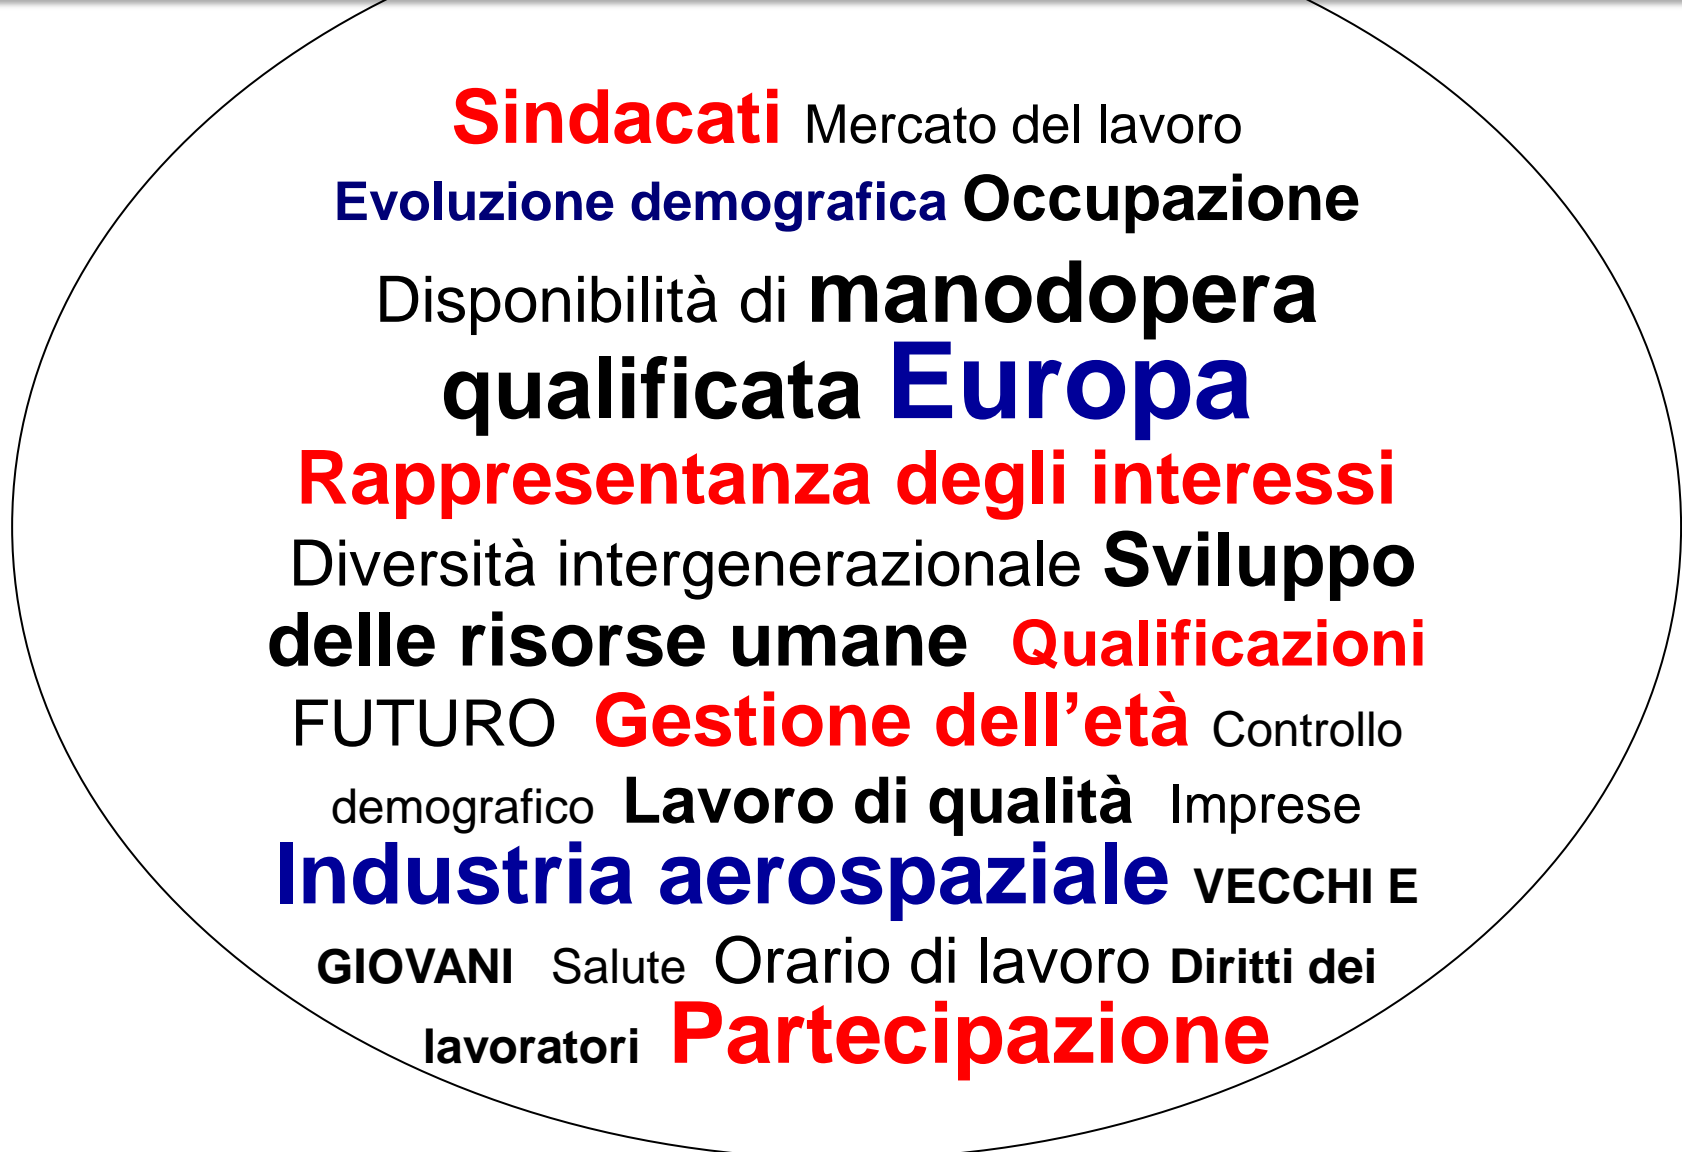 Sindacati Mercato del lavoro
Evoluzione demografica Occupazione
Disponibilità di manodopera
qualificata Europa
Rappresentanza degli interessi
Diversità intergenerazionale Sviluppo
delle risorse umane Qualificazioni
FUTURO Gestione dell’età Controllo
demografico Lavoro di qualità Imprese
Industria aerospaziale VECCHI E
GIOVANI Salute Orario di lavoro Diritti dei
lavoratori Partecipazione